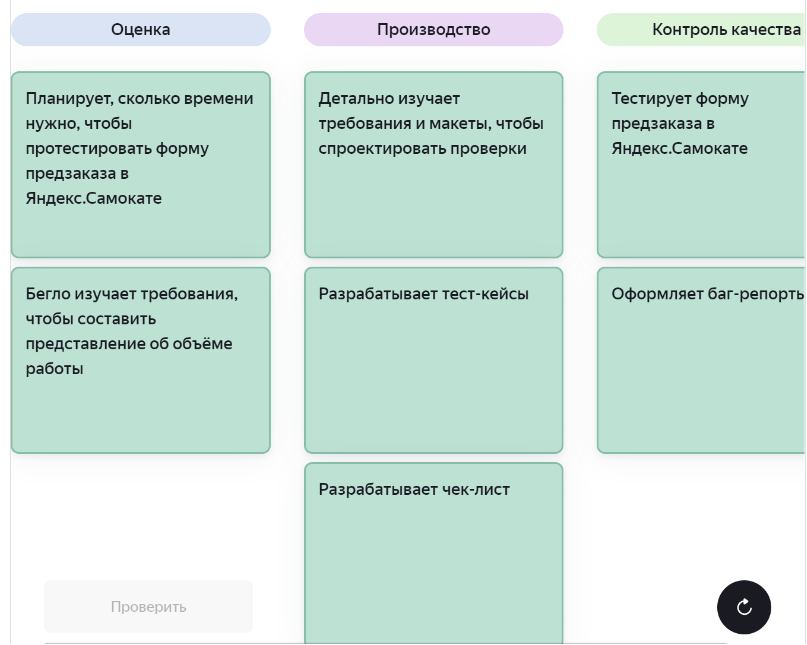 Оценка
Производство
Контроль качества
Планирует, сколько времени
нужно, чтобы
протестировать форму
предзаказа в
Яндекс.Самокате
Детально изучает
требования и макеты, чтобы
спроектировать проверки
Тестирует форму
предзаказа в
Яндекс.Самокате
Бегло изучает требования,
чтобы составить
представление об объёме
работы
Разрабатывает тест-кейсы
Оформляет баг-репорты
Разрабатывает чек-лист
Проверить